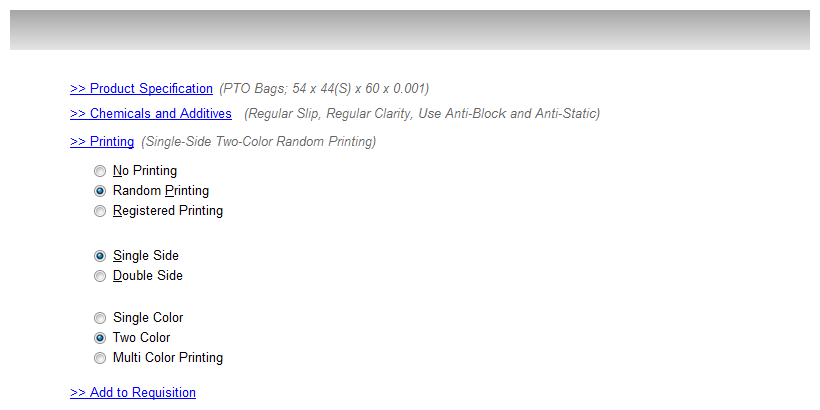 >> Product Specification (PTO Bags; 54 x 44(S) x 60 x 0.001)
>> Chemicals and Additives (Regular Slip, Regular Clarity, Use Anti-Block and Anti-Static)
>> Printing (Single-Side Two-Color Random Printing)
No Printing
Random Printing
Registered Printing
Single Side
Double Side
Single Color
Two Color
Multi Color Printing
>> Add to Requisition